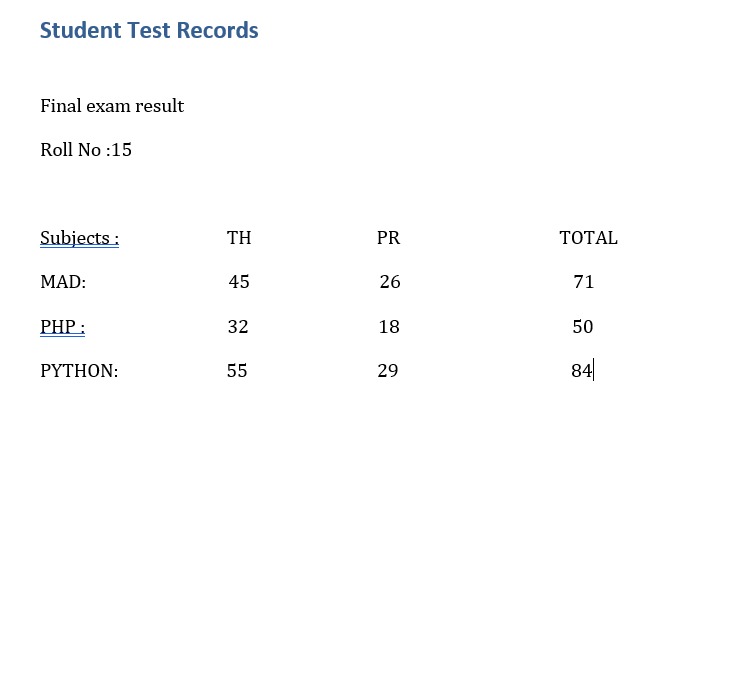 Student Test Records
Final exam result
Roll No :15
Subjects : TH PR TOTAL
MAD: 45 26 71
PHP : 32 18 50
PYTHON: 55 29 84